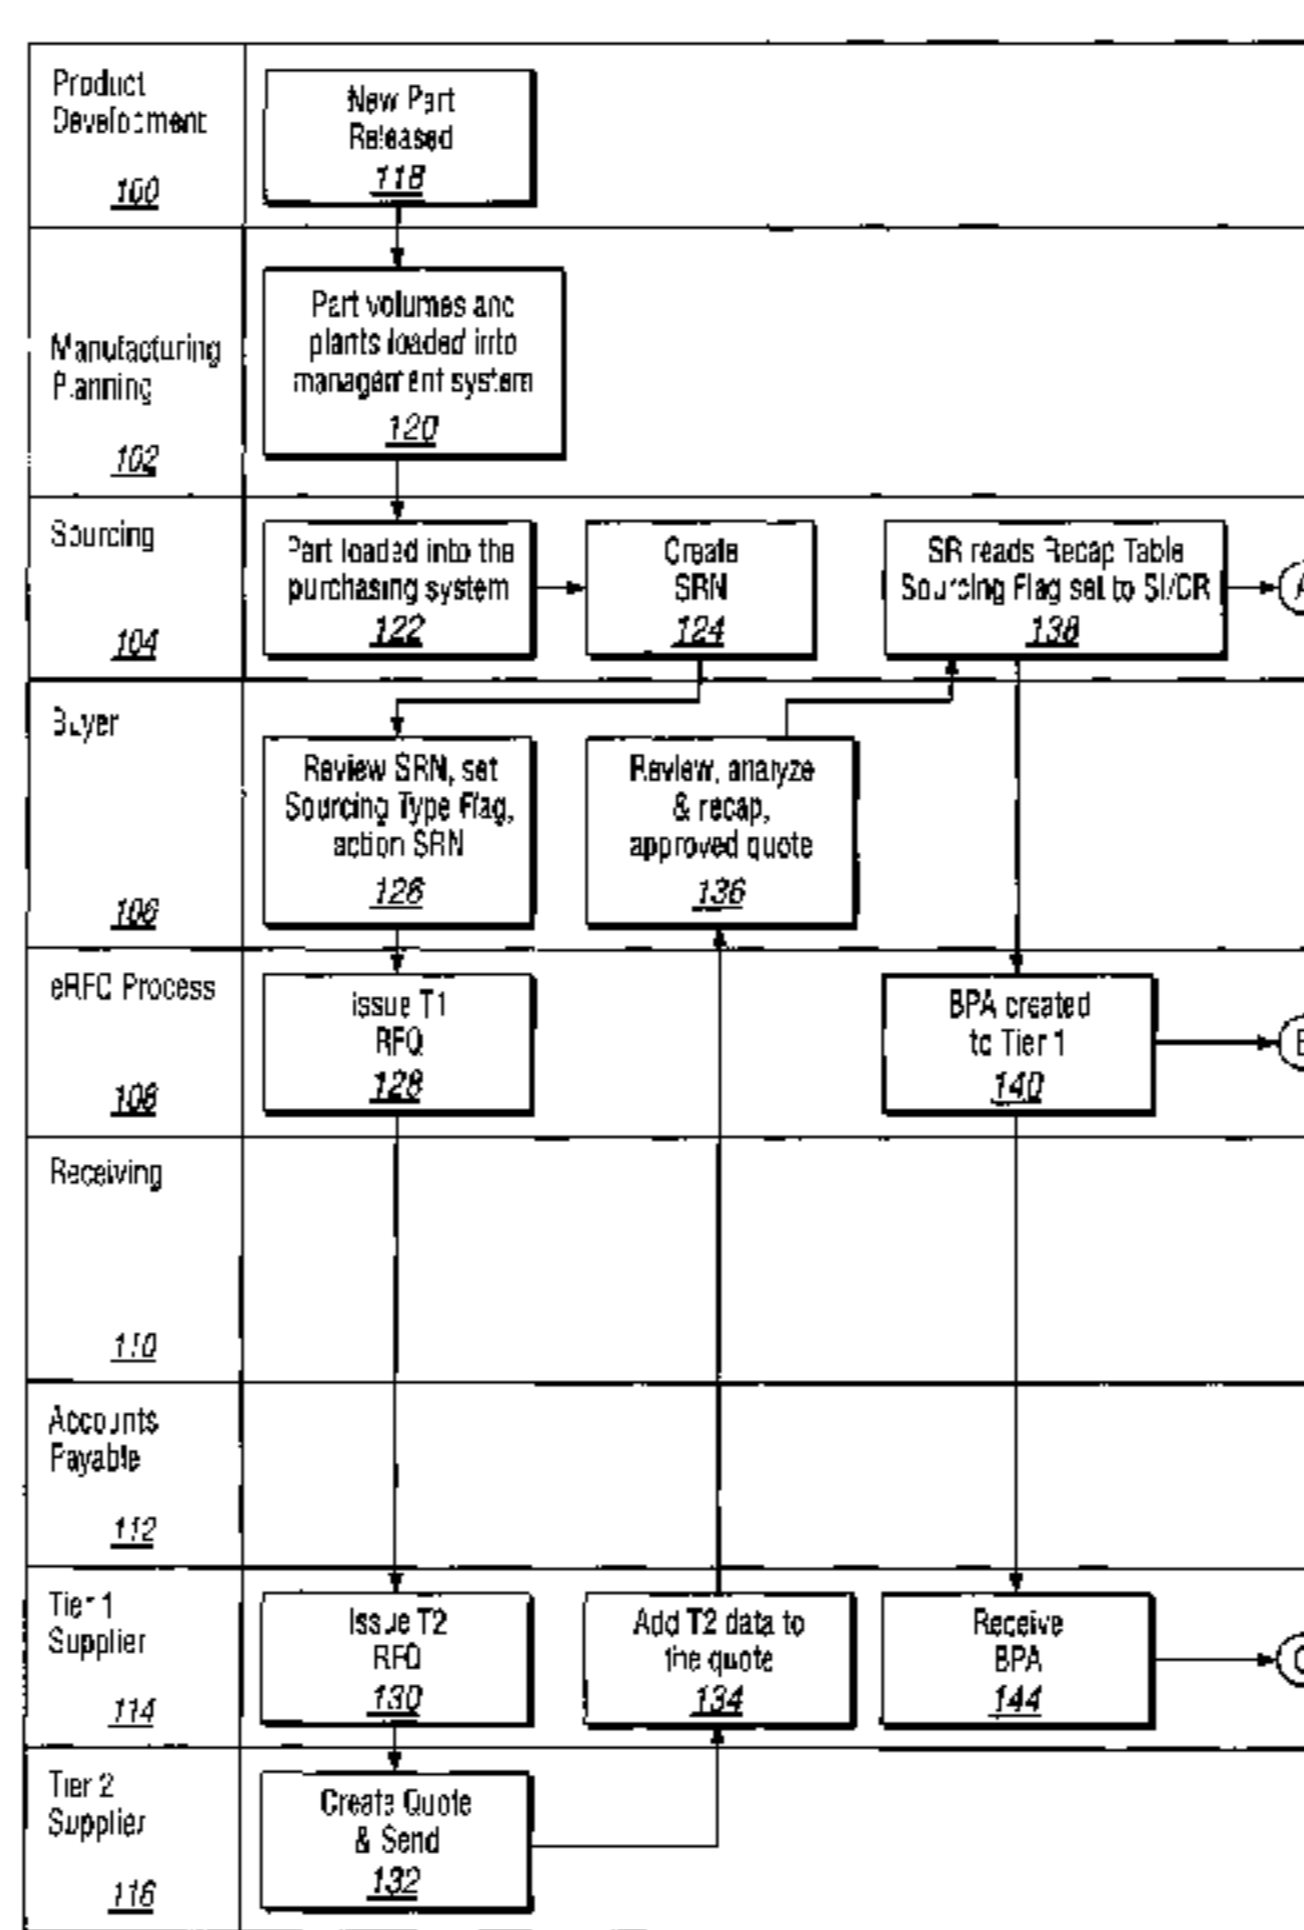 Product
Development
100
New Part
Released
118
Manufacturing
Planning
102
Part volumes and
plants loaded into
management system
120
Sourcing
104
Part loaded into the
purchasing system
122
Create
SRN
124
SR reads Recap Table
Sourcing Flag set to SI/CR
138
A
Buyer
106
Review SRN, set
Sourcing Type Flag,
action SRN
126
Review, analyze
& recap,
approved quote
136
eRFQ Process
108
issue T1
RFQ
128
BPA created
to Tier 1
140
Receiving
110
Accounts
Payable
112
Tier 1
Supplier
114
Issue T2
RFQ
130
Add T2 data to
the quote
134
Receive
BPA
144
Tier 2
Supplier
116
Create Quote
& Send
132